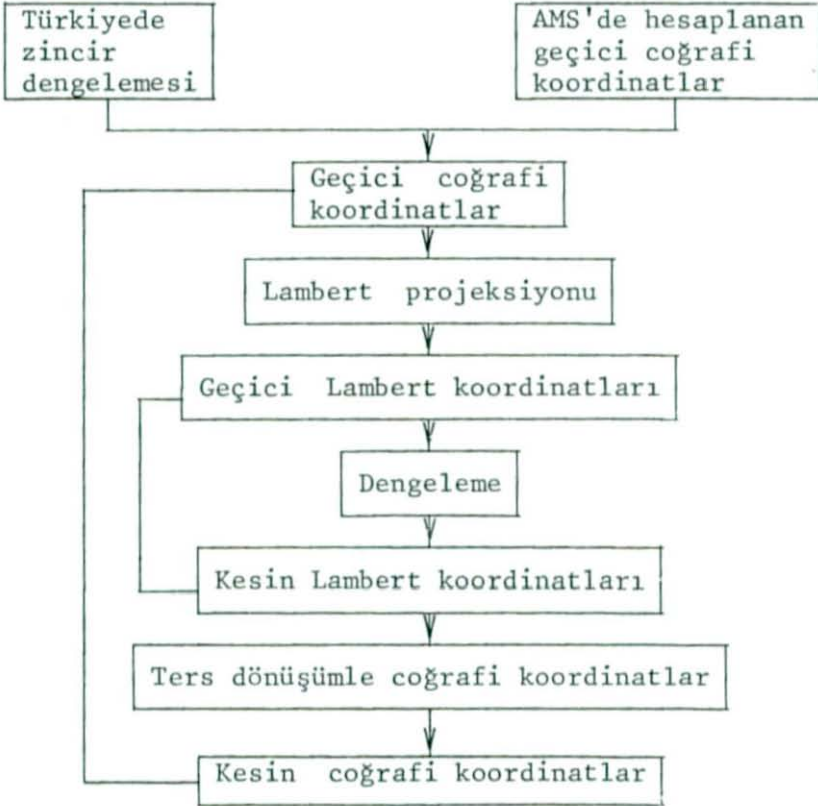 Türkiyede
zincir
dengelemesi
AMS'de hesaplanan
geçici coğrafi
koordinatlar
Geçici coğrafi
koordinatlar
Lambert projeksiyonu
Geçici Lambert koordinatları
Dengeleme
Kesin Lambert koordinatları
Ters dönüşümle coğrafi koordinatlar
Kesin coğrafi koordinatlar